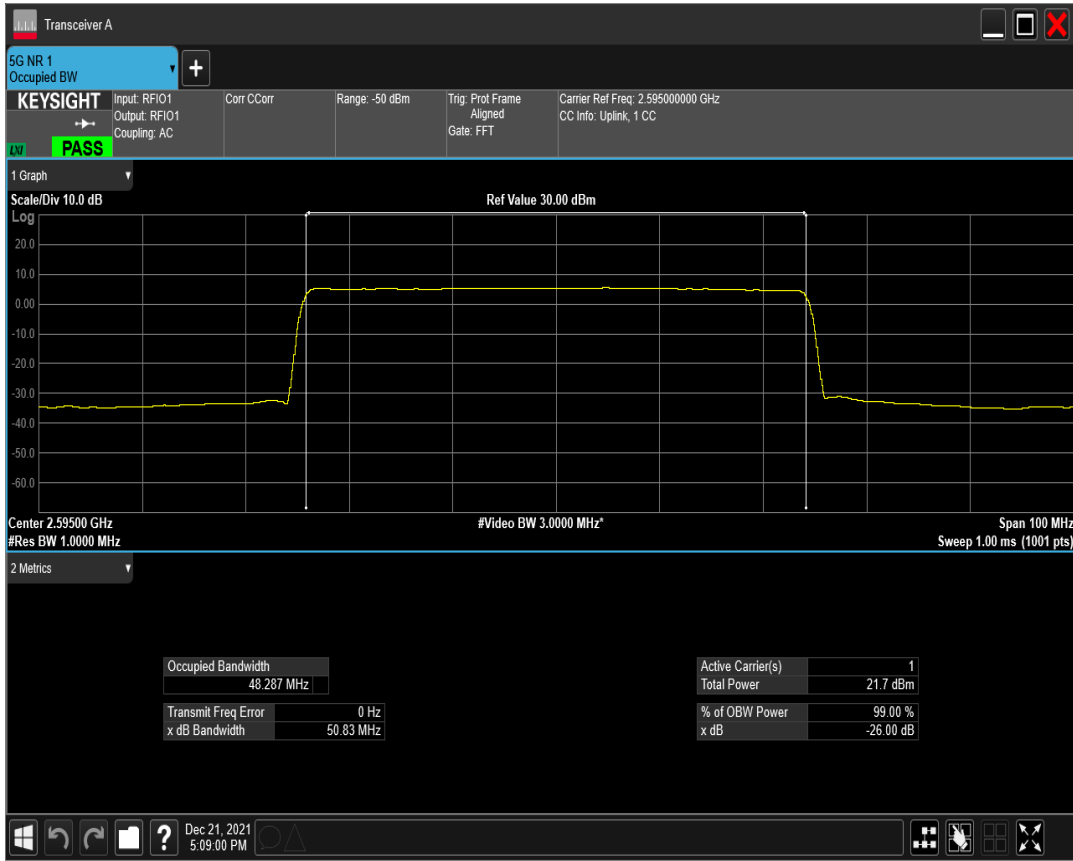 Transceiver A
5G NR 1
Occupied BW
+
KEYSIGHT
LXI
PASS
Input: RFIO1
Output: RFIO1
Coupling: AC
Corr CCorr
Range: -50 dBm
Trig: Prot Frame
Aligned
Gate: FFT
Carrier Ref Freq: 2.595000000 GHz
CC Info: Uplink, 1 CC
1 Graph
Scale/Div 10.0 dB
Ref Value 30.00 dBm
Log
20.0
10.0
0.00
-10.0
-20.0
-30.0
-40.0
-50.0
-60.0
Center 2.59500 GHz
#Video BW 3.0000 MHz*
Span 100 MHz
#Res BW 1.0000 MHz
Sweep 1.00 ms (1001 pts)
2 Metrics
Occupied Bandwidth
48.287 MHz
Transmit Freq Error 0 Hz
x dB Bandwidth 50.83 MHz
Active Carrier(s) 1
Total Power 21.7 dBm
% of OBW Power 99.00 %
x dB -26.00 dB
?
Dec 21, 2021
5:09:00 PM